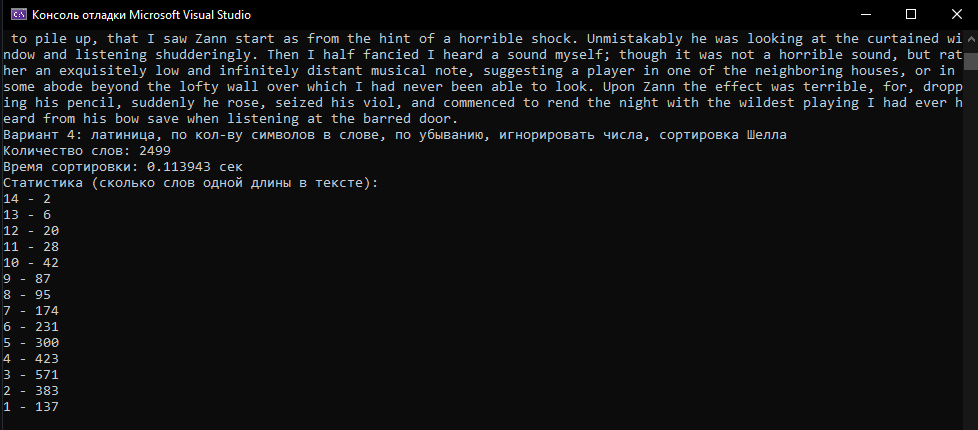 Консоль отладки Microsoft Visual Studio
to pile up, that I saw Zann start as from the hint of a horrible shock. Unmistakably he was looking at the curtained wi
ndow and listening shudderingly. Then I half fancied I heard a sound myself; though it was not a horrible sound, but rat
her an exquisitely low and infinitely distant musical note, suggesting a player in one of the neighboring houses, or in
some abode beyond the lofty wall over which I had never been able to look. Upon Zann the effect was terrible, for, dropp
ing his pencil, suddenly he rose, seized his viol, and commenced to rend the night with the wildest playing I had ever h
eard from his bow save when listening at the barred door.
Вариант 4: латиница, по кол-ву символов в слове, по убыванию, игнорировать числа, сортировка Шелла
Количество слов: 2499
Время сортировки: 0.113943 сек
Статистика (сколько слов одной длины в тексте):
14 - 2
13 - 6
12 - 20
11 - 28
10 - 42
9 - 87
8 - 95
7 - 174
6 - 231
5 - 300
4 - 423
3 - 571
2 - 383
1 - 137